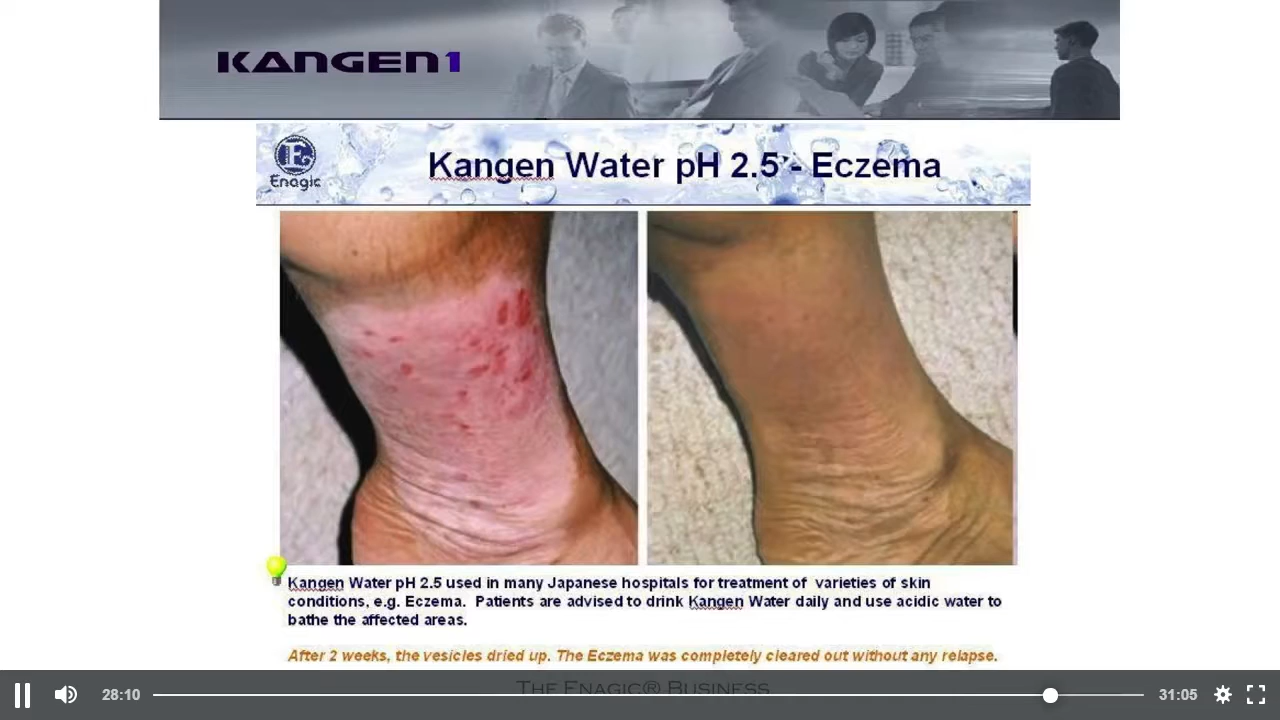 KANGEN1
Enagic
Kangen Water pH 2.5 - Eczema
Kangen Water pH 2.5 used in many Japanese hospitals for treatment of varieties of skin
conditions, e.g. Eczema. Patients are advised to drink Kangen Water daily and use acidic water to
bathe the affected areas.
After 2 weeks, the vesicles dried up. The Eczema was completely cleared out without any relapse.
THE ENAGIC® BUSINESS
28:10
31:05